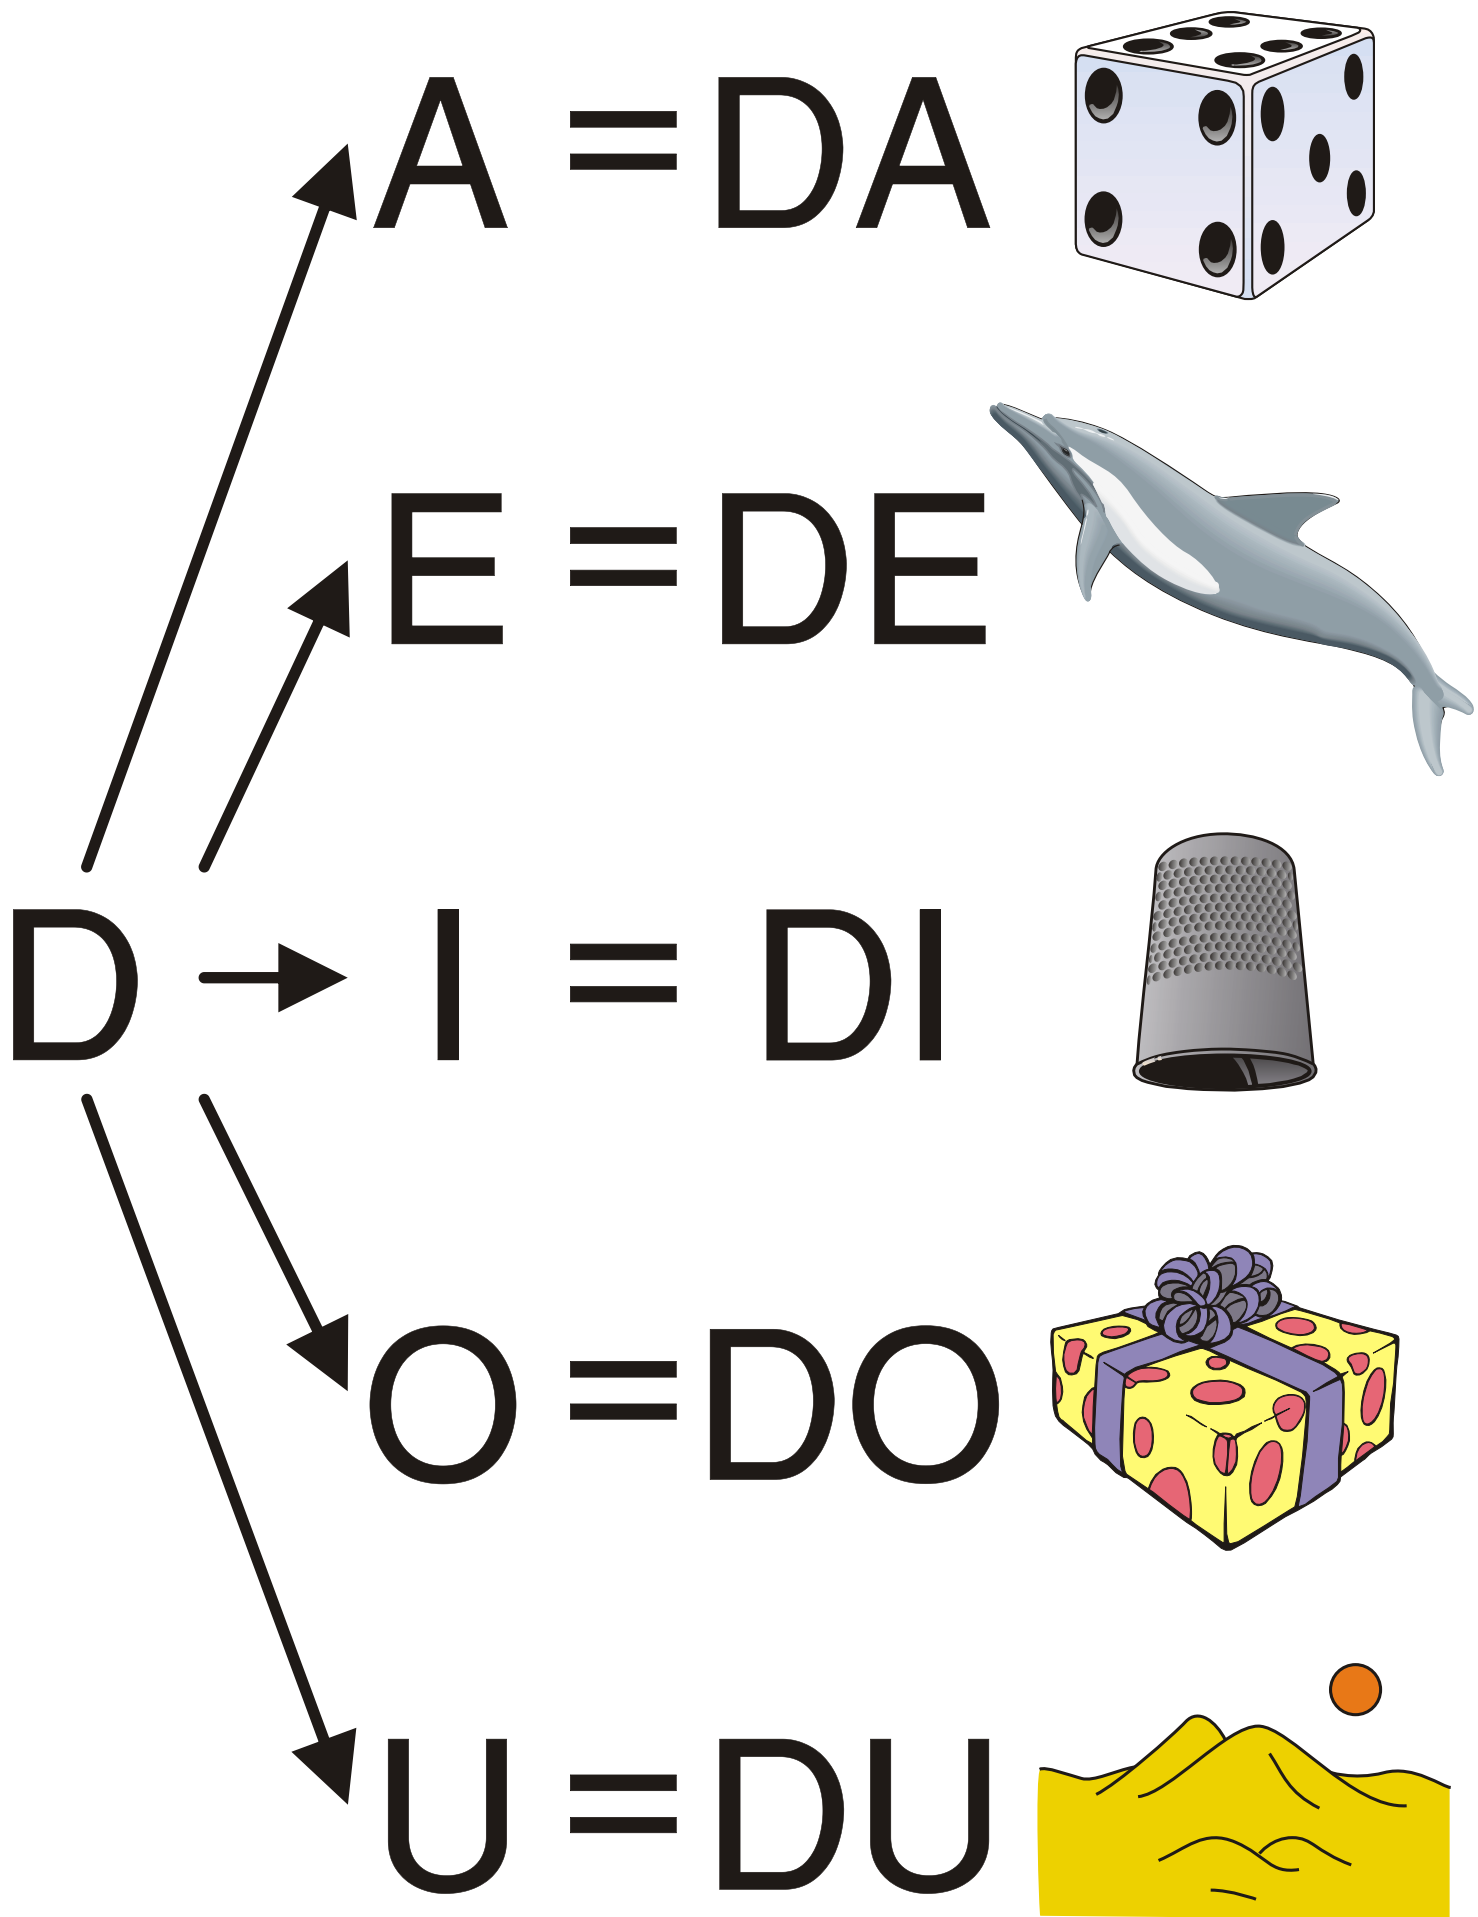 A = DA
E = DE
D I = DI
O = DO
U = DU